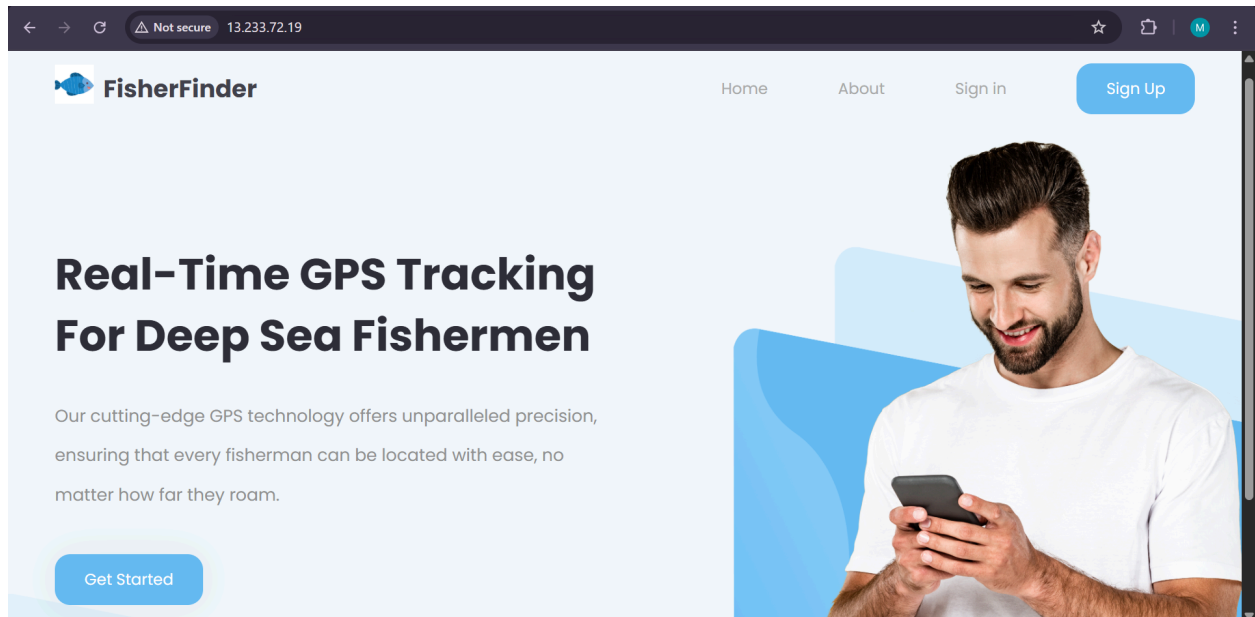 Not secure 13.233.72.19
M
FisherFinder
Home About Sign in Sign Up
Real-Time GPS Tracking
For Deep Sea Fishermen
Our cutting-edge GPS technology offers unparalleled precision,
ensuring that every fisherman can be located with ease, no
matter how far they roam.
Get Started